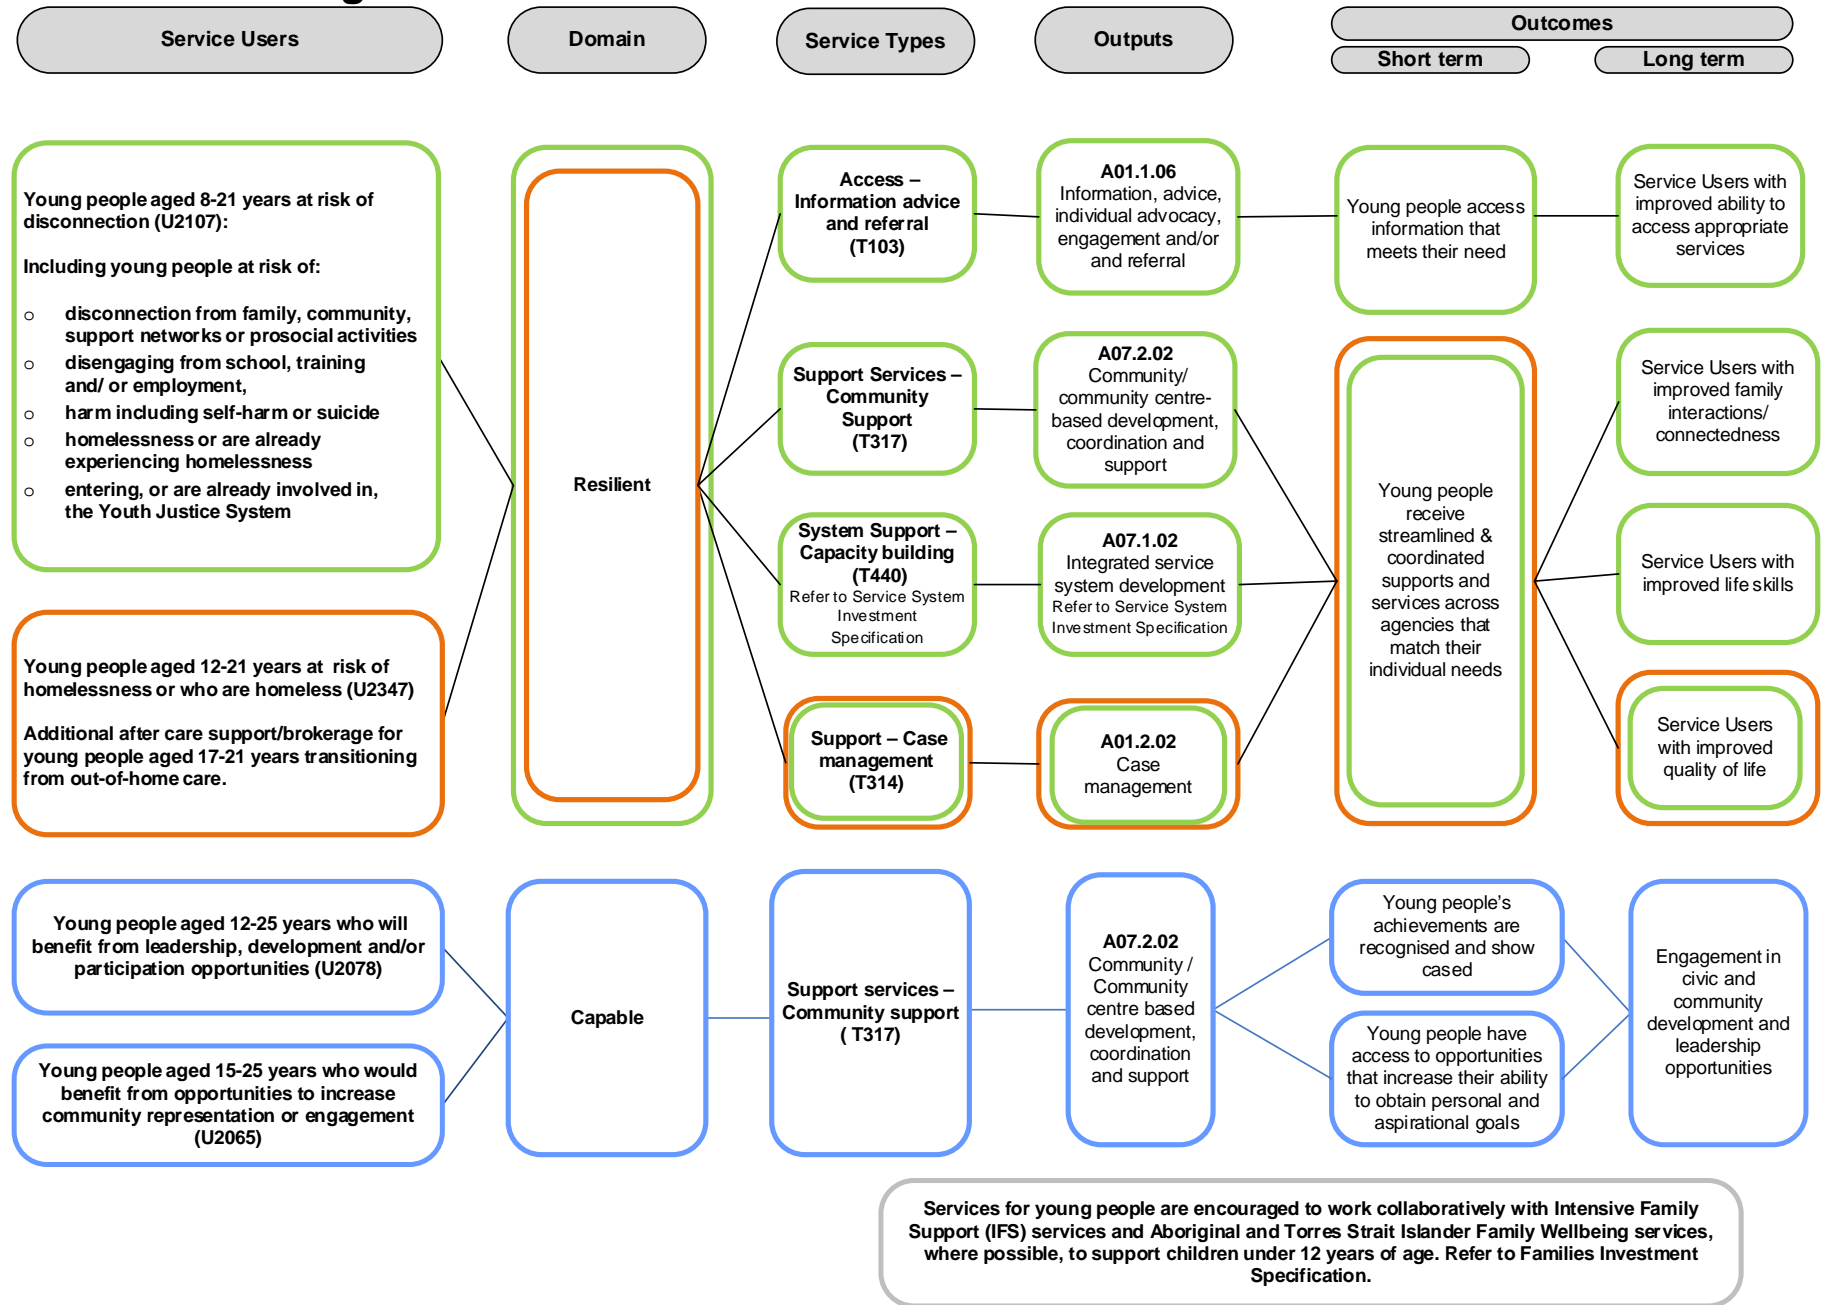 Service Users
Domain
Service Types
Outputs
Outcomes
Short term
Long term
Young people aged 8-21 years at risk of
disconnection (U2107):
Including young people at risk of:
o disconnection from family, community,
support networks or prosocial activities
o disengaging from school, training
and/ or employment,
o harm including self-harm or suicide
o homelessness or are already
experiencing homelessness
o entering, or are already involved in,
the Youth Justice System
Young people aged 12-21 years at risk of
homelessness or who are homeless (U2347)
Additional after care support/brokerage for
young people aged 17-21 years transitioning
from out-of-home care.
Resilient
Access –
Information advice
and referral
(T103)
A01.1.06
Information, advice,
individual advocacy,
engagement and/or
and referral
Young people access
information that
meets their need
Service Users with
improved ability to
access appropriate
services
Support Services –
Community
Support
(T317)
A07.2.02
Community/
community centre-
based development,
coordination and
support
System Support –
Capacity building
(T440)
Refer to Service System
Investment
Specification
A07.1.02
Integrated service
system development
Refer to Service System
Investment Specification
Support – Case
management
(T314)
A01.2.02
Case
management
Young people
receive
streamlined &
coordinated
supports and
services across
agencies that
match their
individual needs
Service Users with
improved family
interactions/
connectedness
Service Users with
improved life skills
Service Users
with improved
quality of life
Young people aged 12-25 years who will
benefit from leadership, development and/or
participation opportunities (U2078)
Young people aged 15-25 years who would
benefit from opportunities to increase
community representation or engagement
(U2065)
Capable
Support services –
Community support
( T317)
A07.2.02
Community /
Community
centre based
development,
coordination
and support
Young people's
achievements are
recognised and show
cased
Young people have
access to opportunities
that increase their ability
to obtain personal and
aspirational goals
Engagement in
civic and
community
development and
leadership
opportunities
Services for young people are encouraged to work collaboratively with Intensive Family
Support (IFS) services and Aboriginal and Torres Strait Islander Family Wellbeing services,
where possible, to support children under 12 years of age. Refer to Families Investment
Specification.